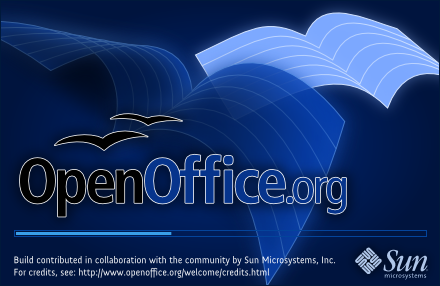 OpenOffice.org
Build contributed in collaboration with the community by Sun Microsystems, Inc.
For credits, see: http://www.openoffice.org/welcome/credits.html
Sun
microsystems